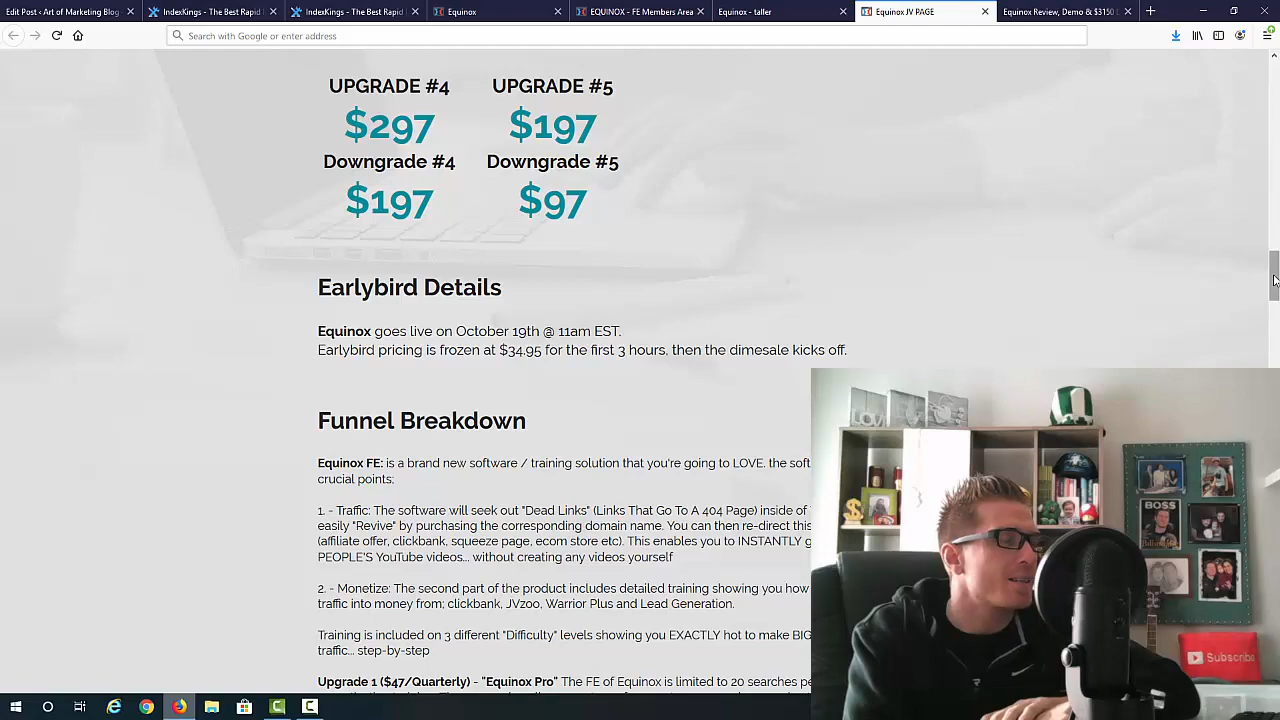 Edit Post ‹ Art of Marketing Blog
IndexKings - The Best Rapid
IndexKings - The Best Rapid
Equinox
EQUINOX - FE Members Area
Equinox - taller
Equinox JV PAGE
Equinox Review, Demo & $3150
Search with Google or enter address
UPGRADE #4 UPGRADE #5
$297 $197
Downgrade #4 Downgrade #5
$197 $97
Earlybird Details
Equinox goes live on October 19th @ 11am EST.
Earlybird pricing is frozen at $34.95 for the first 3 hours, then the dimesale kicks off.
Funnel Breakdown
Equinox FE: is a brand new software / training solution that you're going to LOVE. the soft
crucial points;
1. - Traffic: The software will seek out "Dead Links" (Links That Go To A 404 Page) inside of
easily "Revive" by purchasing the corresponding domain name. You can then re-direct this
(affiliate offer, clickbank, squeeze page, ecom store etc). This enables you to INSTANTLY g
PEOPLE'S YouTube videos... without creating any videos yourself
2. - Monetize: The second part of the product includes detailed training showing you how
traffic into money from; clickbank, JVzoo, Warrior Plus and Lead Generation.
Training is included on 3 different "Difficulty" levels showing you EXACTLY hot to make BIG
traffic... step-by-step
Upgrade 1 ($47/Quarterly) - "Equinox Pro" The FE of Equinox is limited to 20 searches pe
LOVE
BOSS
Subscribe